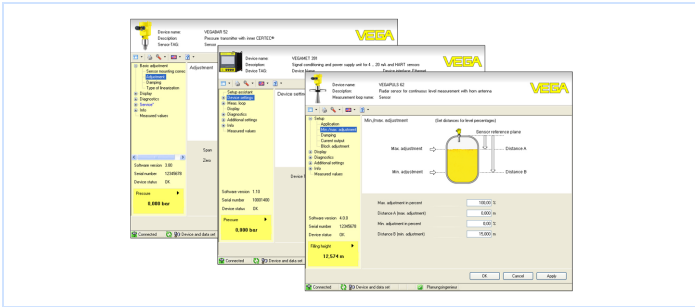 Device name VEGABAR 52
Description Pressure transmitter with inner CERTEC®
Sensor-TAG Sensor
VEGA
Basic adjustment
Sensor mounting correc
Adjustment
Damping
Type of linearization
Display
Diagnostics
Service
Info
Measured values
Adjustment
Span
Zero
Software version 3.80
Serial number 12345678
Device status OK
Pressure
0,000 bar
Connected Device and data set
Device name VEGAMET 391
Description Signal conditioning and power supply unit for 4 ... 20 mA and HART sensors
Device TAG
VEGA
Setup assistant
Device settings
Meas. loop
Display
Diagnostics
Additional settings
Info
Measured values
Device settin
Software version 1.10
Serial number 10001400
Device status OK
Pressure
0,000 bar
Connected Device and data set
Device name VEGAPULS 62
Description Radar sensor for continuous level measurement with horn antenna
Measurement loop name Sensor
VEGA
Setup
Application
Min./max. adjustment
Damping
Current output
Block adjustment
Display
Diagnostics
Additional settings
Info
Measured values
Min./max. adjustment (Set distances for level percentages)
Sensor reference plane
Max. adjustment Distance A
Min. adjustment Distance B
Max. adjustment in percent 100,00 %
Distance A (max. adjustment) 0,000 m
Min. adjustment in percent 0,00 %
Distance B (min. adjustment) 15,000 m
Software version 4.0.0
Serial number 12345678
Device status OK
Filling height
12,574 m
OK Cancel Apply
Connected Device and data set Planungsingenieur